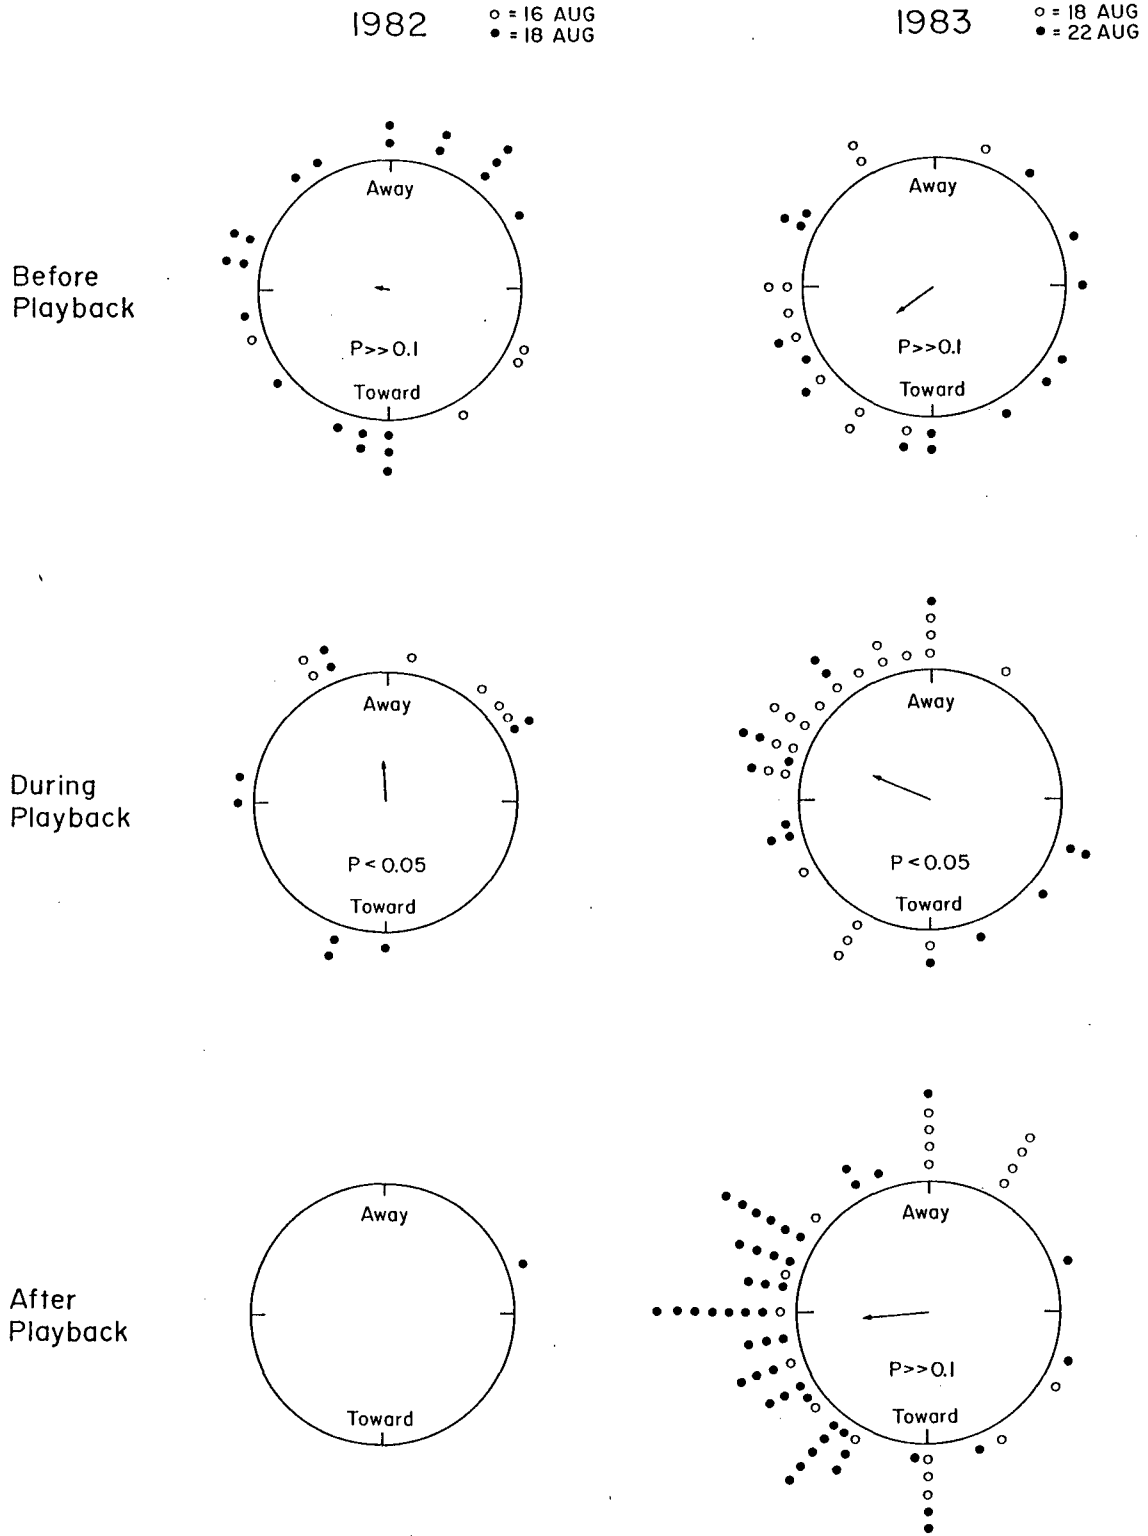 1982
○ = 16 AUG
● = 18 AUG
1983
○ = 18 AUG
● = 22 AUG
Before
Playback
Away
P>>0.1
Toward
Away
P>>0.1
Toward
During
Playback
Away
P<0.05
Toward
Away
P<0.05
Toward
After
Playback
Away
Toward
Away
P>>0.1
Toward